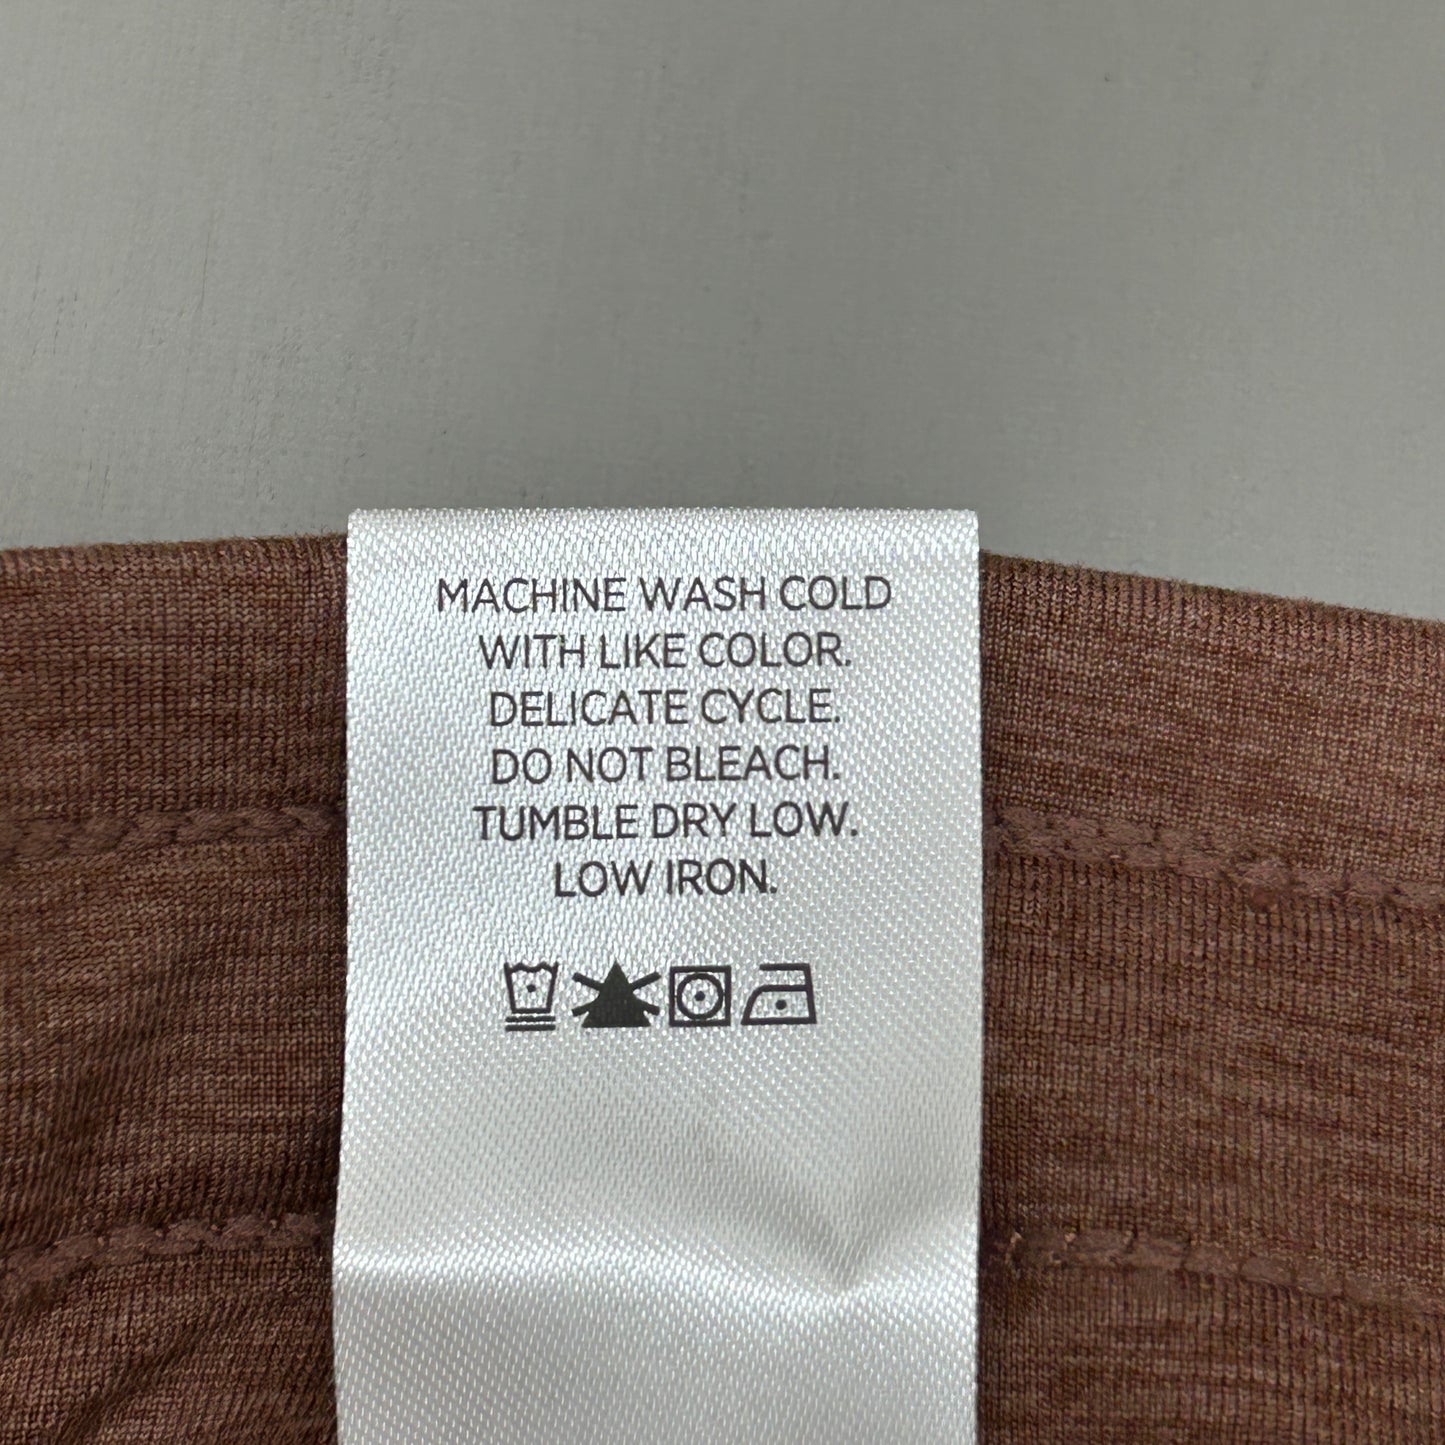 MACHINE WASH COLD
WITH LIKE COLOR.
DELICATE CYCLE.
DO NOT BLEACH.
TUMBLE DRY LOW.
LOW IRON.